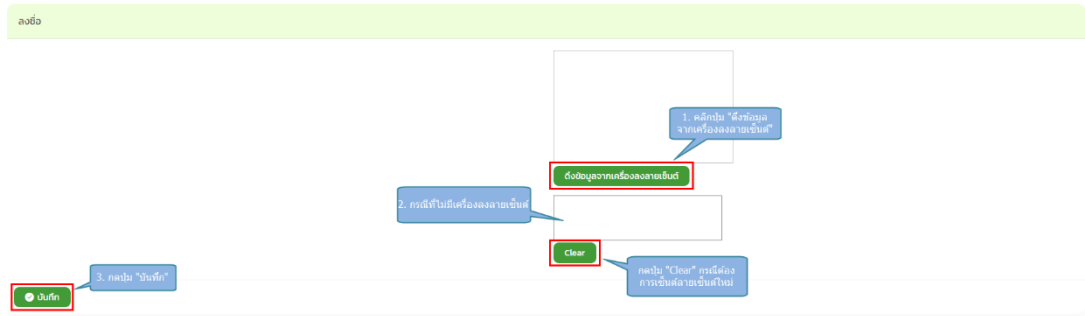 ลงชื่อ
1. คลิกปุ่ม "ดึงข้อมูล
จากเครื่องลงลายเซ็นต์"
ดึงข้อมูลจากเครื่องลงลายเซ็นต์
2. กรณีที่ไม่มีเครื่องลงลายเซ็นต์
Clear
กดปุ่ม "Clear" กรณีต้อง
การเซ็นต์ลายเซ็นต์ใหม่
3. กดปุ่ม "บันทึก"
บันทึก